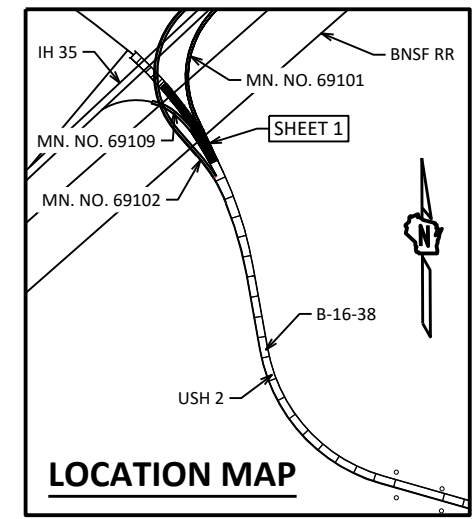 IH 35
BNSF RR
MN. NO. 69101
SHEET 1
MN. NO. 69109
MN. NO. 69102
N
B-16-38
USH 2
LOCATION MAP